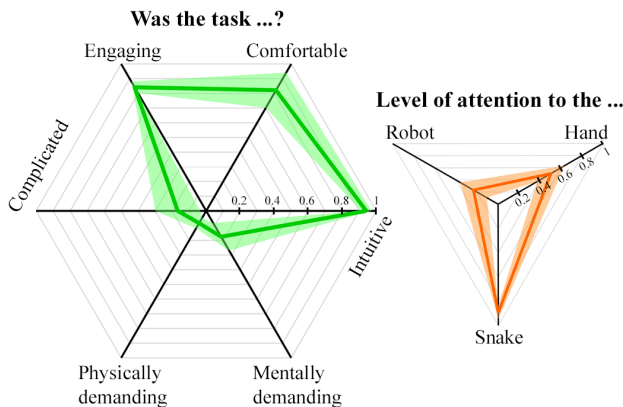 Was the task ...?
Engaging
Comfortable
Complicated
0.2 0.4 0.6 0.8 1
Intuitive
Physically
demanding
Mentally
demanding
Level of attention to the ...
Robot
Hand
0.2 0.4 0.6 0.8 1
Snake